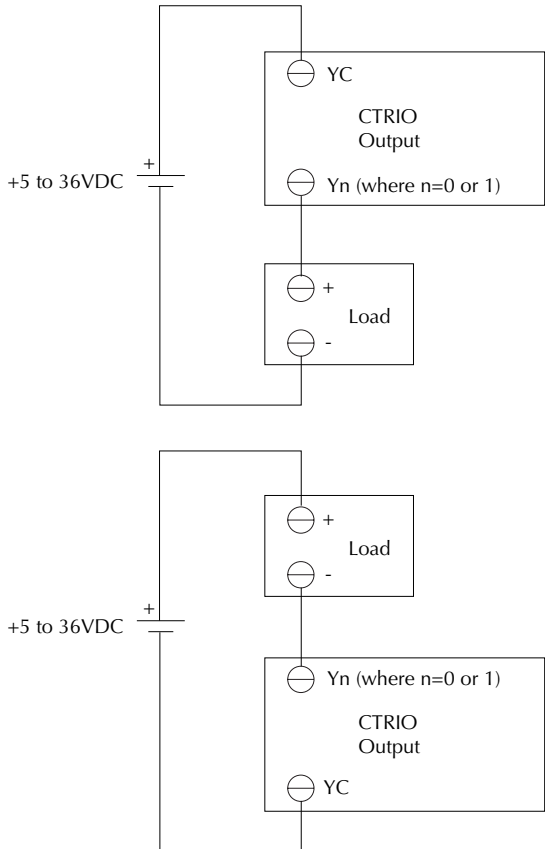 YC
CTRIO
Output
+
+5 to 36VDC
Yn (where n=0 or 1)
+
Load
-
+
Load
-
+
+5 to 36VDC
Yn (where n=0 or 1)
CTRIO
Output
YC